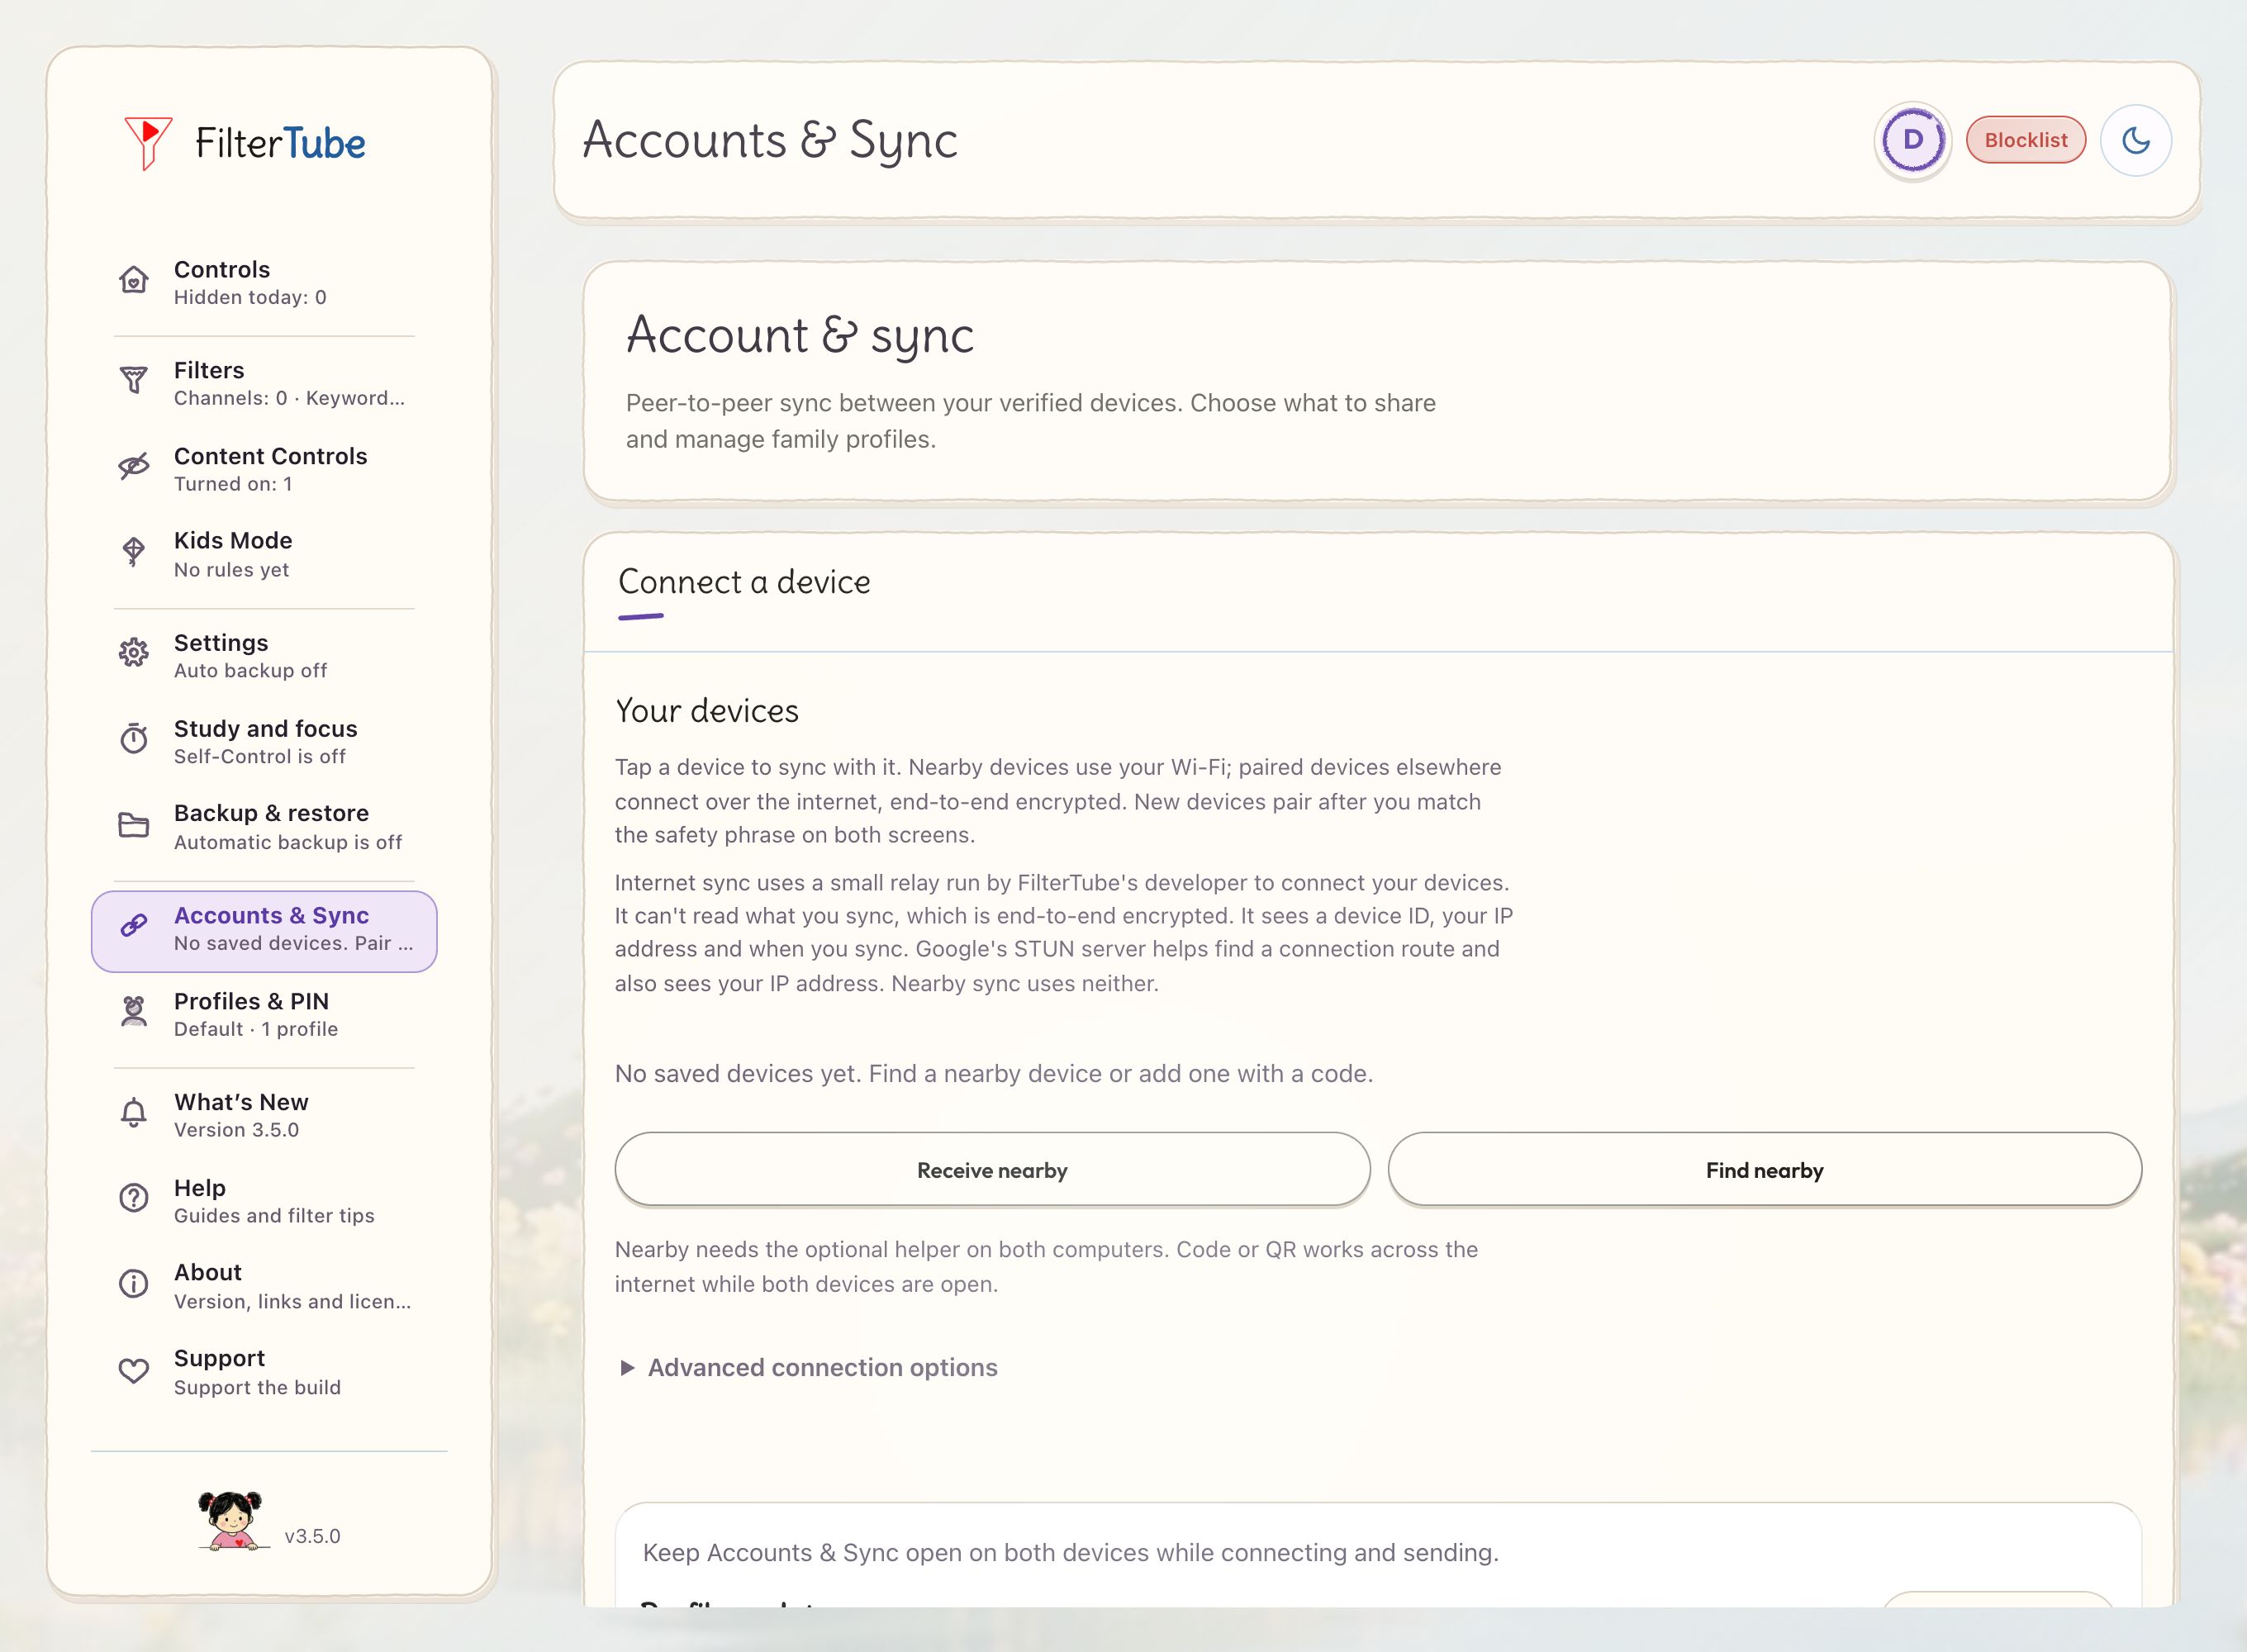 FilterTube
Controls
Hidden today: 0
Filters
Channels: 0 · Keyword...
Content Controls
Turned on: 1
Kids Mode
No rules yet
Settings
Auto backup off
Study and focus
Self-Control is off
Backup & restore
Automatic backup is off
Accounts & Sync
No saved devices. Pair ...
Profiles & PIN
Default · 1 profile
What’s New
Version 3.5.0
Help
Guides and filter tips
About
Version, links and licen...
Support
Support the build
v3.5.0
Accounts & Sync
D
Blocklist
Account & sync
Peer-to-peer sync between your verified devices. Choose what to share
and manage family profiles.
Connect a device
Your devices
Tap a device to sync with it. Nearby devices use your Wi-Fi; paired devices elsewhere
connect over the internet, end-to-end encrypted. New devices pair after you match
the safety phrase on both screens.
Internet sync uses a small relay run by FilterTube's developer to connect your devices.
It can't read what you sync, which is end-to-end encrypted. It sees a device ID, your IP
address and when you sync. Google's STUN server helps find a connection route and
also sees your IP address. Nearby sync uses neither.
No saved devices yet. Find a nearby device or add one with a code.
Receive nearby
Find nearby
Nearby needs the optional helper on both computers. Code or QR works across the
internet while both devices are open.
Advanced connection options
Keep Accounts & Sync open on both devices while connecting and sending.